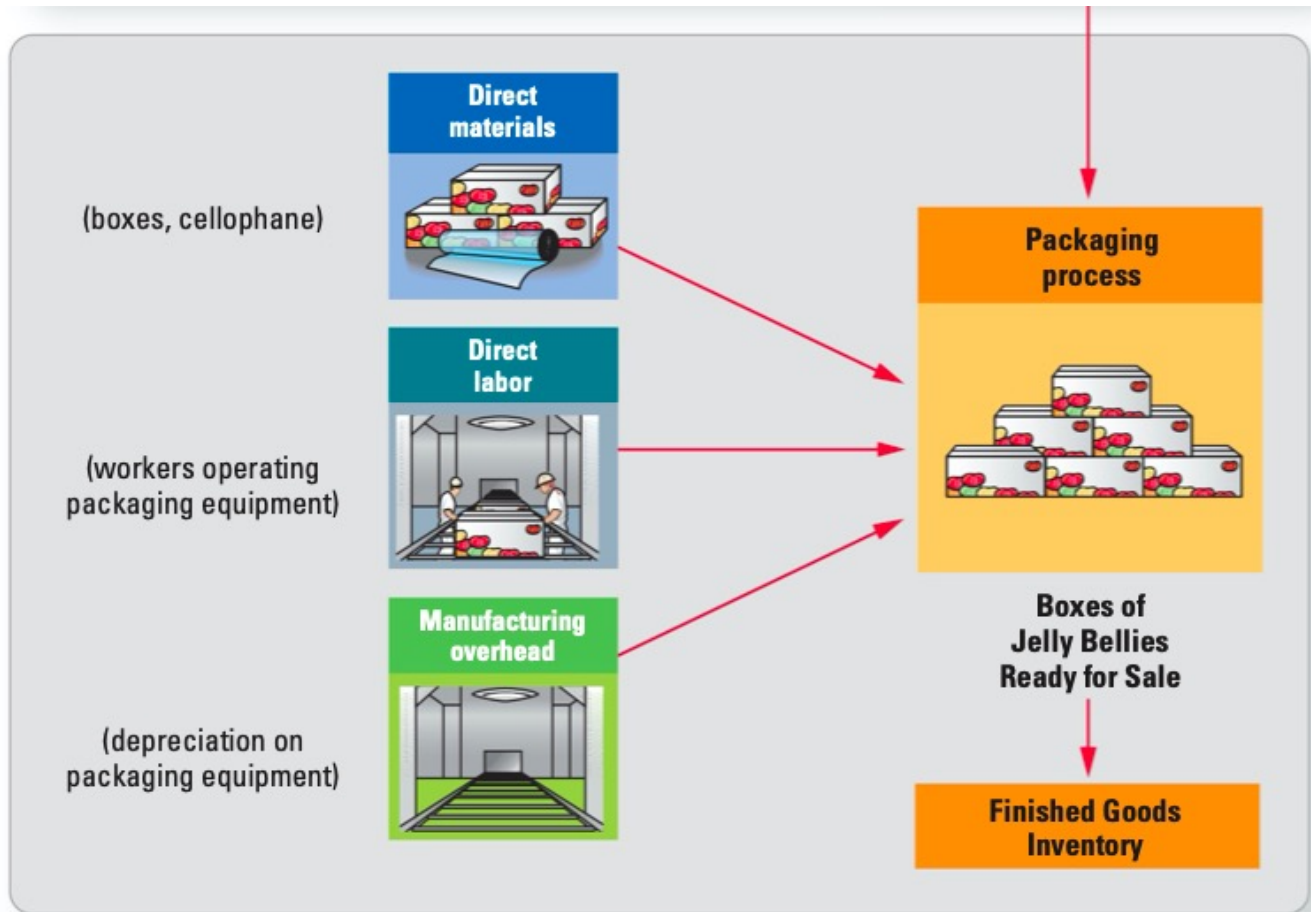 Direct
materials
(boxes, cellophane)
Direct
labor
(workers operating
packaging equipment)
Manufacturing
overhead
(depreciation on
packaging equipment)
Packaging
process
Boxes of
Jelly Bellies
Ready for Sale
Finished Goods
Inventory